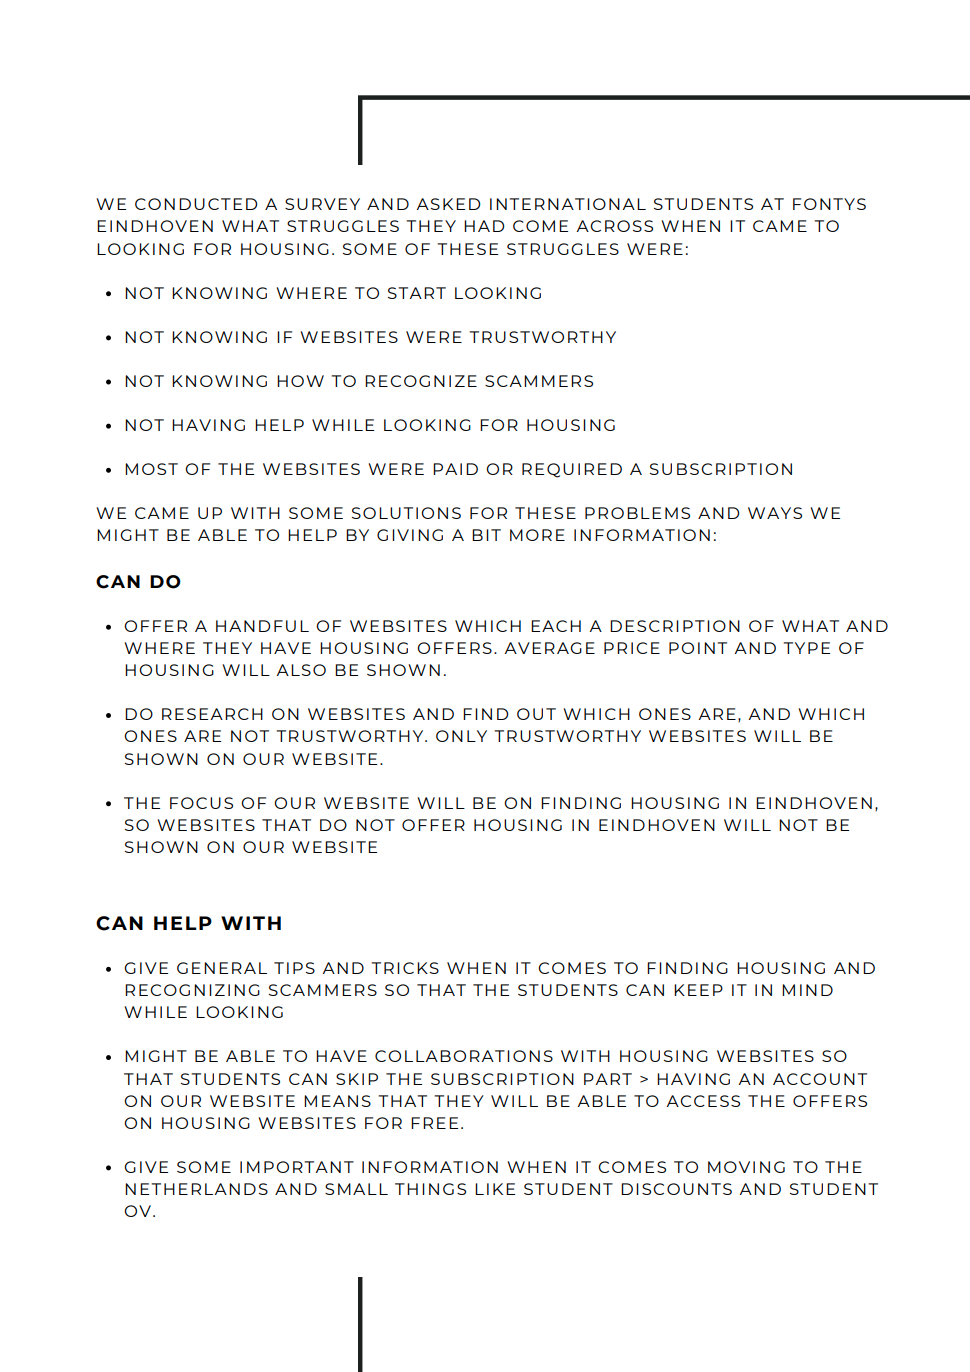 WE CONDUCTED A SURVEY AND ASKED INTERNATIONAL STUDENTS AT FONTYS
EINDHOVEN WHAT STRUGGLES THEY HAD COME ACROSS WHEN IT CAME TO
LOOKING FOR HOUSING. SOME OF THESE STRUGGLES WERE:
• NOT KNOWING WHERE TO START LOOKING
• NOT KNOWING IF WEBSITES WERE TRUSTWORTHY
• NOT KNOWING HOW TO RECOGNIZE SCAMMERS
• NOT HAVING HELP WHILE LOOKING FOR HOUSING
• MOST OF THE WEBSITES WERE PAID OR REQUIRED A SUBSCRIPTION
WE CAME UP WITH SOME SOLUTIONS FOR THESE PROBLEMS AND WAYS WE
MIGHT BE ABLE TO HELP BY GIVING A BIT MORE INFORMATION:
CAN DO
• OFFER A HANDFUL OF WEBSITES WHICH EACH A DESCRIPTION OF WHAT AND
WHERE THEY HAVE HOUSING OFFERS. AVERAGE PRICE POINT AND TYPE OF
HOUSING WILL ALSO BE SHOWN.
• DO RESEARCH ON WEBSITES AND FIND OUT WHICH ONES ARE, AND WHICH
ONES ARE NOT TRUSTWORTHY. ONLY TRUSTWORTHY WEBSITES WILL BE
SHOWN ON OUR WEBSITE.
• THE FOCUS OF OUR WEBSITE WILL BE ON FINDING HOUSING IN EINDHOVEN,
SO WEBSITES THAT DO NOT OFFER HOUSING IN EINDHOVEN WILL NOT BE
SHOWN ON OUR WEBSITE
CAN HELP WITH
• GIVE GENERAL TIPS AND TRICKS WHEN IT COMES TO FINDING HOUSING AND
RECOGNIZING SCAMMERS SO THAT THE STUDENTS CAN KEEP IT IN MIND
WHILE LOOKING
• MIGHT BE ABLE TO HAVE COLLABORATIONS WITH HOUSING WEBSITES SO
THAT STUDENTS CAN SKIP THE SUBSCRIPTION PART > HAVING AN ACCOUNT
ON OUR WEBSITE MEANS THAT THEY WILL BE ABLE TO ACCESS THE OFFERS
ON HOUSING WEBSITES FOR FREE.
• GIVE SOME IMPORTANT INFORMATION WHEN IT COMES TO MOVING TO THE
NETHERLANDS AND SMALL THINGS LIKE STUDENT DISCOUNTS AND STUDENT
OV.